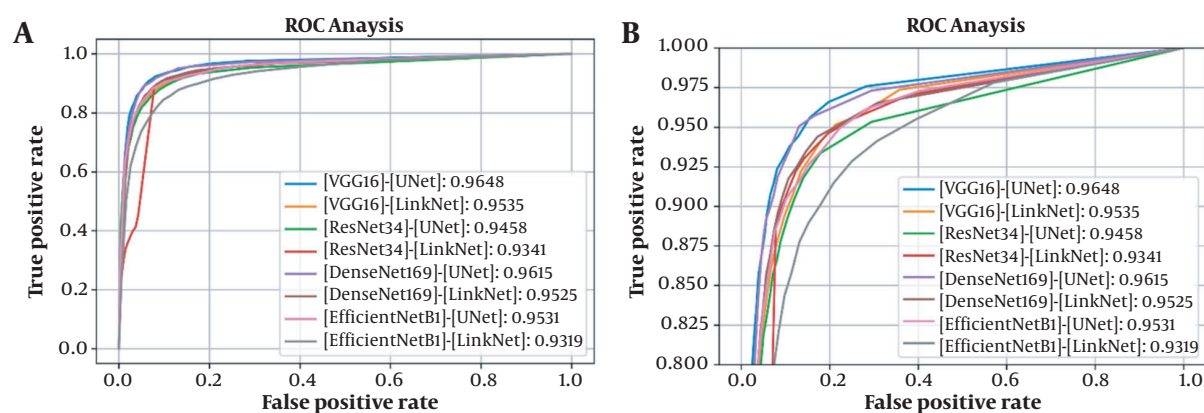 A
ROC Anaysis
True positive rate
1.0
0.8
0.6
0.4
0.2
0.0
[VGG16]-[UNet]: 0.9648
[VGG16]-[LinkNet]: 0.9535
[ResNet34]-[UNet]: 0.9458
[ResNet34]-[LinkNet]: 0.9341
[DenseNet169]-[UNet]: 0.9615
[DenseNet169]-[LinkNet]: 0.9525
[EfficientNetB1]-[UNet]: 0.9531
[EfficientNetB1]-[LinkNet]: 0.9319
0.0 0.2 0.4 0.6 0.8 1.0
False positive rate
B
ROC Anaysis
True positive rate
1.000
0.975
0.950
0.925
0.900
0.875
0.850
0.825
0.800
[VGG16]-[UNet]: 0.9648
[VGG16]-[LinkNet]: 0.9535
[ResNet34]-[UNet]: 0.9458
[ResNet34]-[LinkNet]: 0.9341
[DenseNet169]-[UNet]: 0.9615
[DenseNet169]-[LinkNet]: 0.9525
[EfficientNetB1]-[UNet]: 0.9531
[EfficientNetB1]-[LinkNet]: 0.9319
0.0 0.2 0.4 0.6 0.8 1.0
False positive rate